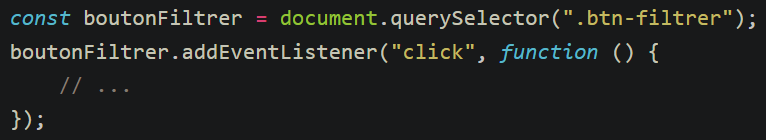 const boutonFiltrer = document.querySelector(".btn-filtrer");
boutonFiltrer.addEventListener("click", function () {
    // ...
});